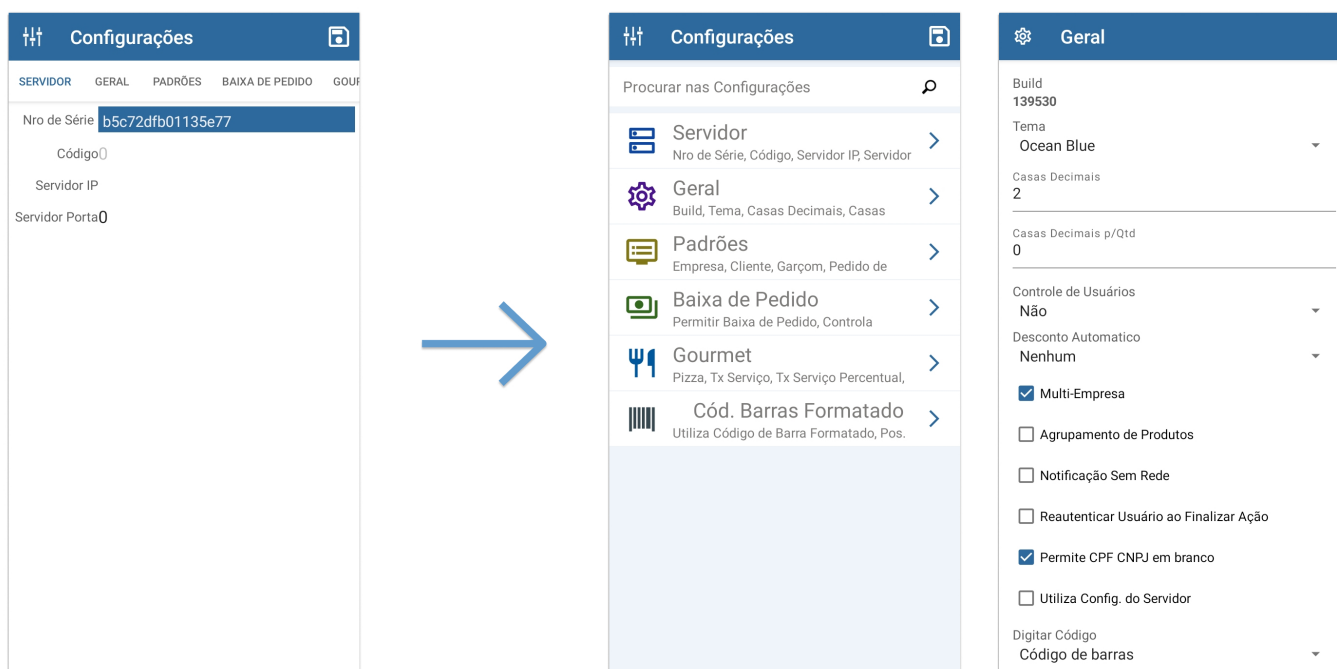 Configurações
SERVIDOR GERAL PADRÕES BAIXA DE PEDIDO
Nro de Série b5c72dfb01135e77
Código 0
Servidor IP
Servidor Porta 0
Configurações
Procurar nas Configurações
Servidor
Nro de Série, Código, Servidor IP, Servidor
Geral
Build, Tema, Casas Decimais, Casas
Padrões
Empresa, Cliente, Garçom, Pedido de
Baixa de Pedido
Permitir Baixa de Pedido, Controla
Gourmet
Pizza, Tx Serviço, Tx Serviço Percentual,
Cód. Barras Formatado
Utiliza Código de Barra Formatado, Pos.
Geral
Build
139530
Tema
Ocean Blue
Casas Decimais
2
Casas Decimais p/Qtd
0
Controle de Usuários
Não
Desconto Automatico
Nenhum
Multi-Empresa
Agrupamento de Produtos
Notificação Sem Rede
Reautenticar Usuário ao Finalizar Ação
Permite CPF CNPJ em branco
Utiliza Config. do Servidor
Digitar Código
Código de barras